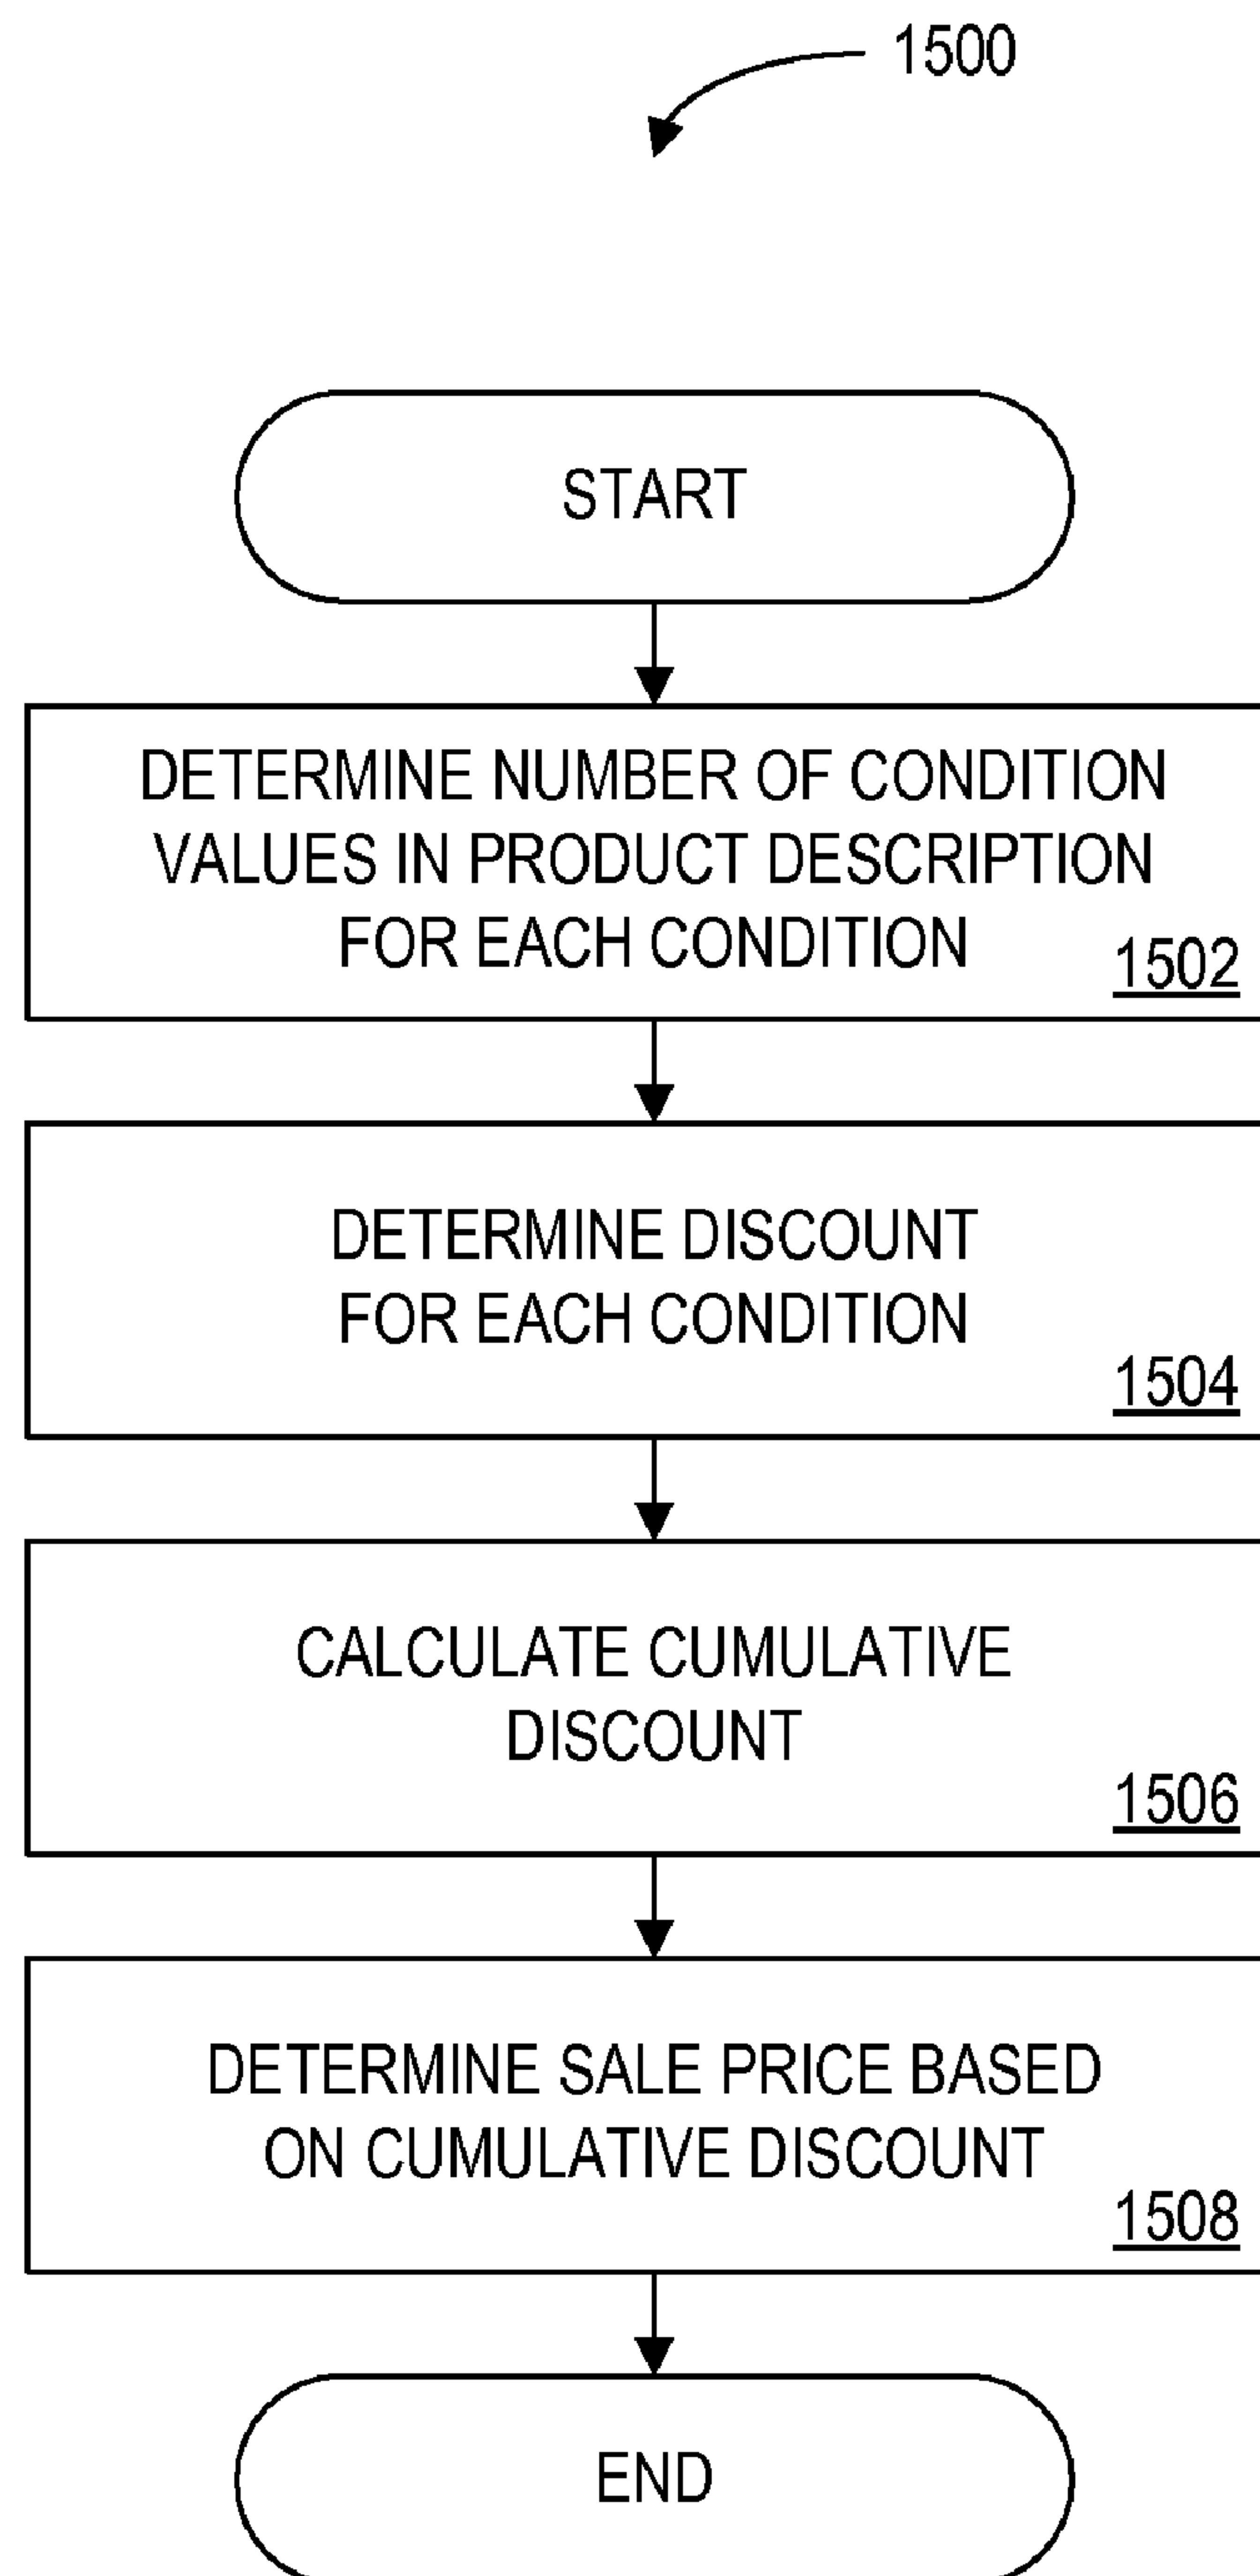 1500
START
DETERMINE NUMBER OF CONDITION
VALUES IN PRODUCT DESCRIPTION
FOR EACH CONDITION
1502
DETERMINE DISCOUNT
FOR EACH CONDITION
1504
CALCULATE CUMULATIVE
DISCOUNT
1506
DETERMINE SALE PRICE BASED
ON CUMULATIVE DISCOUNT
1508
END